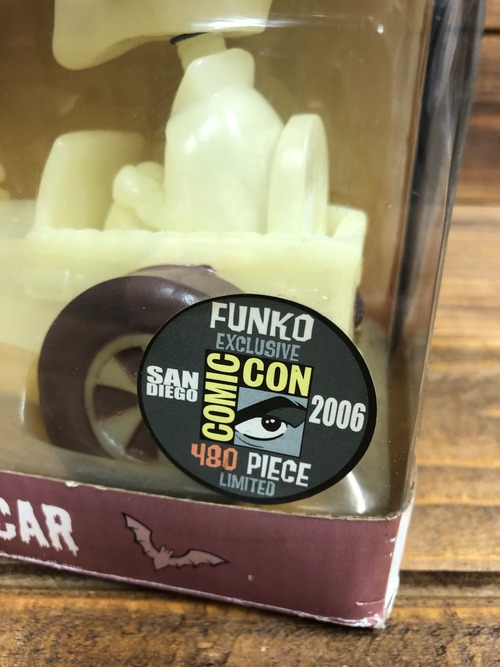 FUNKO
EXCLUSIVE
SAN DIEGO
COMIC CON
2006
480 PIECE
LIMITED
CAR